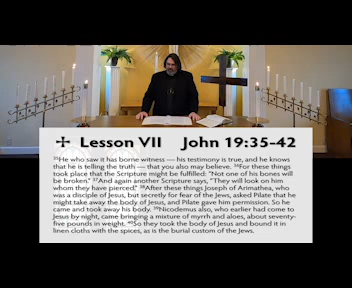 Lesson VII John 19:35-42
35He who saw it has borne witness — his testimony is true, and he knows
that he is telling the truth — that you also may believe. 36For these things
took place that the Scripture might be fulfilled: "Not one of his bones will
be broken." 37And again another Scripture says, "They will look on him
whom they have pierced." 38After these things Joseph of Arimathea, who
was a disciple of Jesus, but secretly for fear of the Jews, asked Pilate that he
might take away the body of Jesus, and Pilate gave him permission. So he
came and took away his body. 39Nicodemus also, who earlier had come to
Jesus by night, came bringing a mixture of myrrh and aloes, about seventy-
five pounds in weight. 40So they took the body of Jesus and bound it in
linen cloths with the spices, as is the burial custom of the Jews.